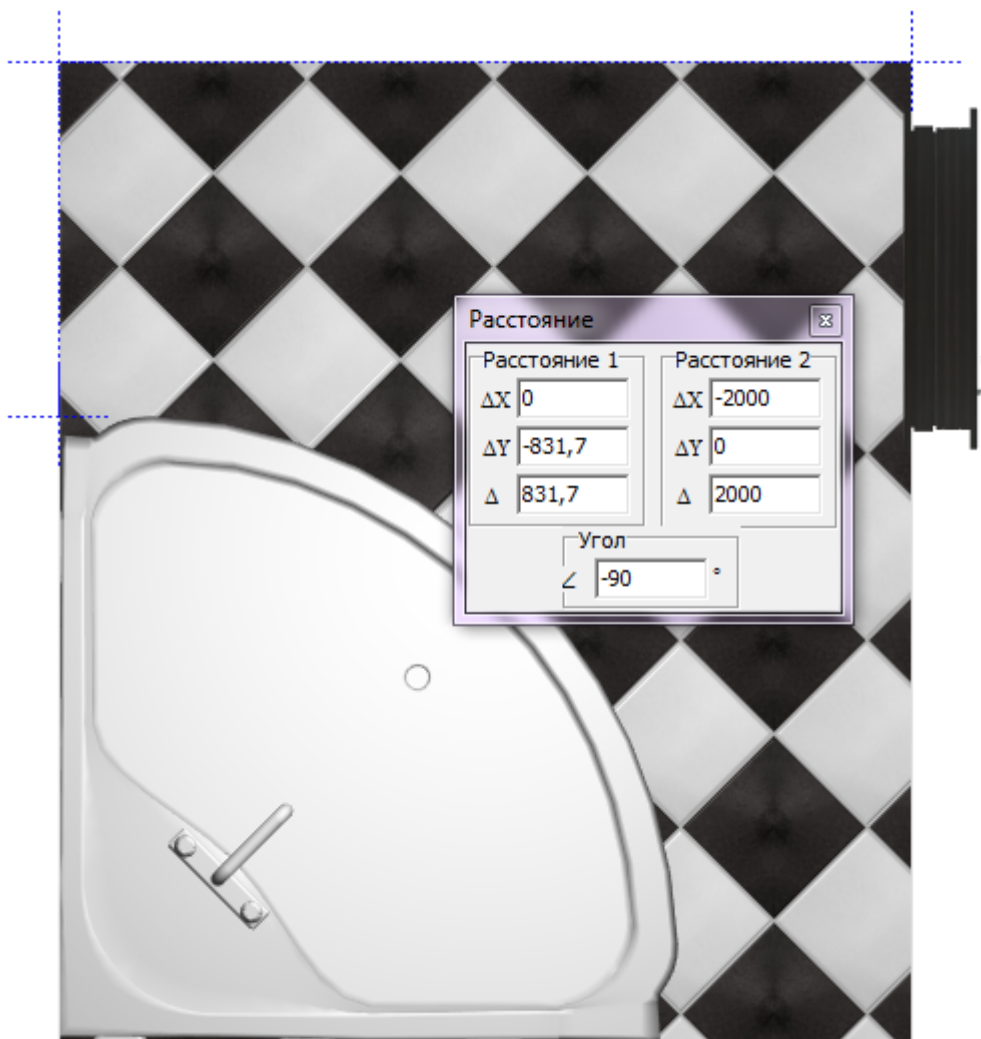 Расстояние
Расстояние 1
ΔX 0
ΔY -831,7
Δ 831,7
Расстояние 2
ΔX -2000
ΔY 0
Δ 2000
Угол
∠ -90 °